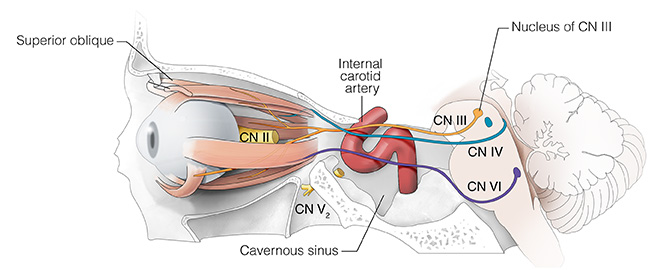 Nucleus of CN III
Superior oblique
Internal
carotid
artery
CN III
CN II
CN IV
CN VI
CN V₂
Cavernous sinus